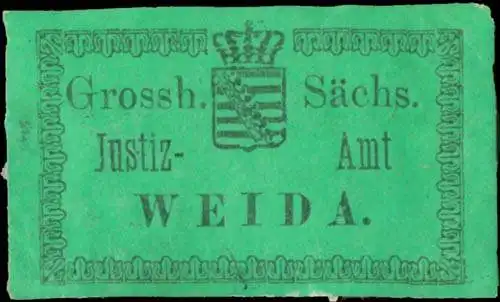 Grossh. Sächs.
Justiz- Amt
WEIDA.